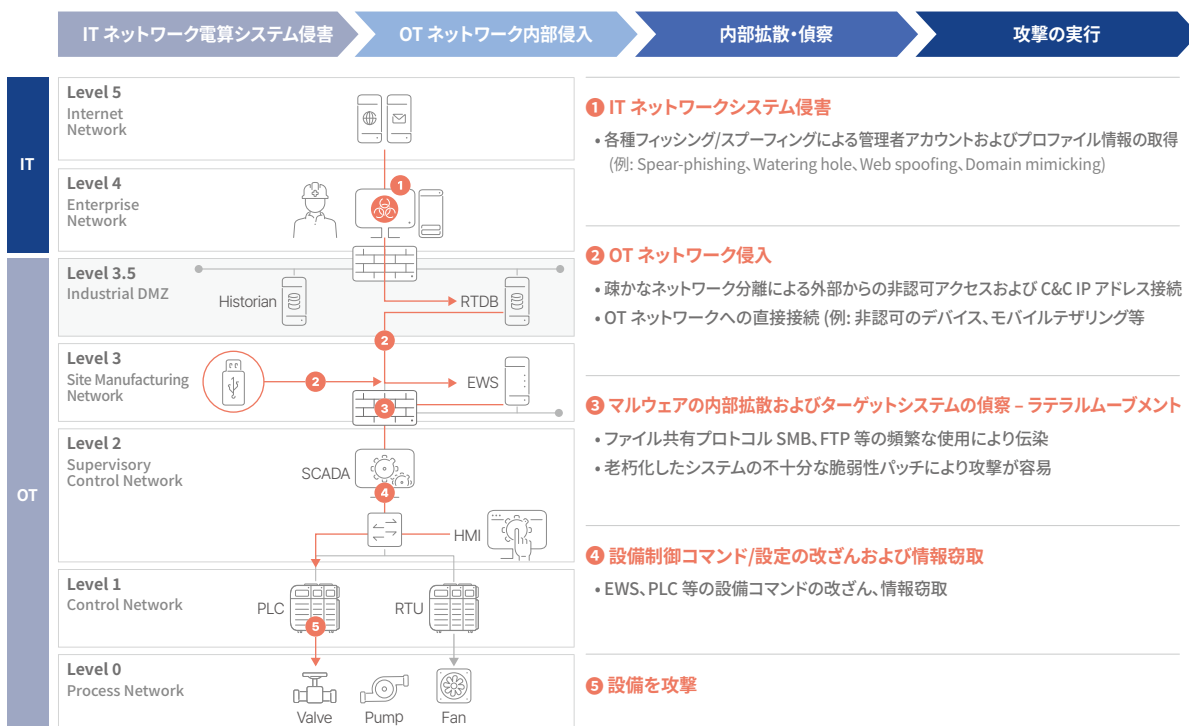 IT ネットワーク電算システム侵害
OT ネットワーク内部侵入
内部拡散・偵察
攻撃の実行
IT
Level 5
Internet
Network
Level 4
Enterprise
Network
1
OT
Level 3.5
Industrial DMZ
Historian
RTDB
2
Level 3
Site Manufacturing
Network
2
EWS
3
Level 2
Supervisory
Control Network
SCADA
4
HMI
Level 1
Control Network
PLC
RTU
5
Level 0
Process Network
Valve
Pump
Fan
1 IT ネットワークシステム侵害
• 各種フィッシング/スプーフィングによる管理者アカウントおよびプロファイル情報の取得
(例: Spear-phishing、Watering hole、Web spoofing、Domain mimicking)
2 OT ネットワーク侵入
• 疎かなネットワーク分離による外部からの非認可アクセスおよび C&C IP アドレス接続
• OT ネットワークへの直接接続 (例: 非認可のデバイス、モバイルテザリング等
3 マルウェアの内部拡散およびターゲットシステムの偵察 – ラテラルムーブメント
• ファイル共有プロトコル SMB、FTP 等の頻繁な使用により伝染
• 老朽化したシステムの不十分な脆弱性パッチにより攻撃が容易
4 設備制御コマンド/設定の改ざんおよび情報窃取
• EWS、PLC 等の設備コマンドの改ざん、情報窃取
5 設備を攻撃